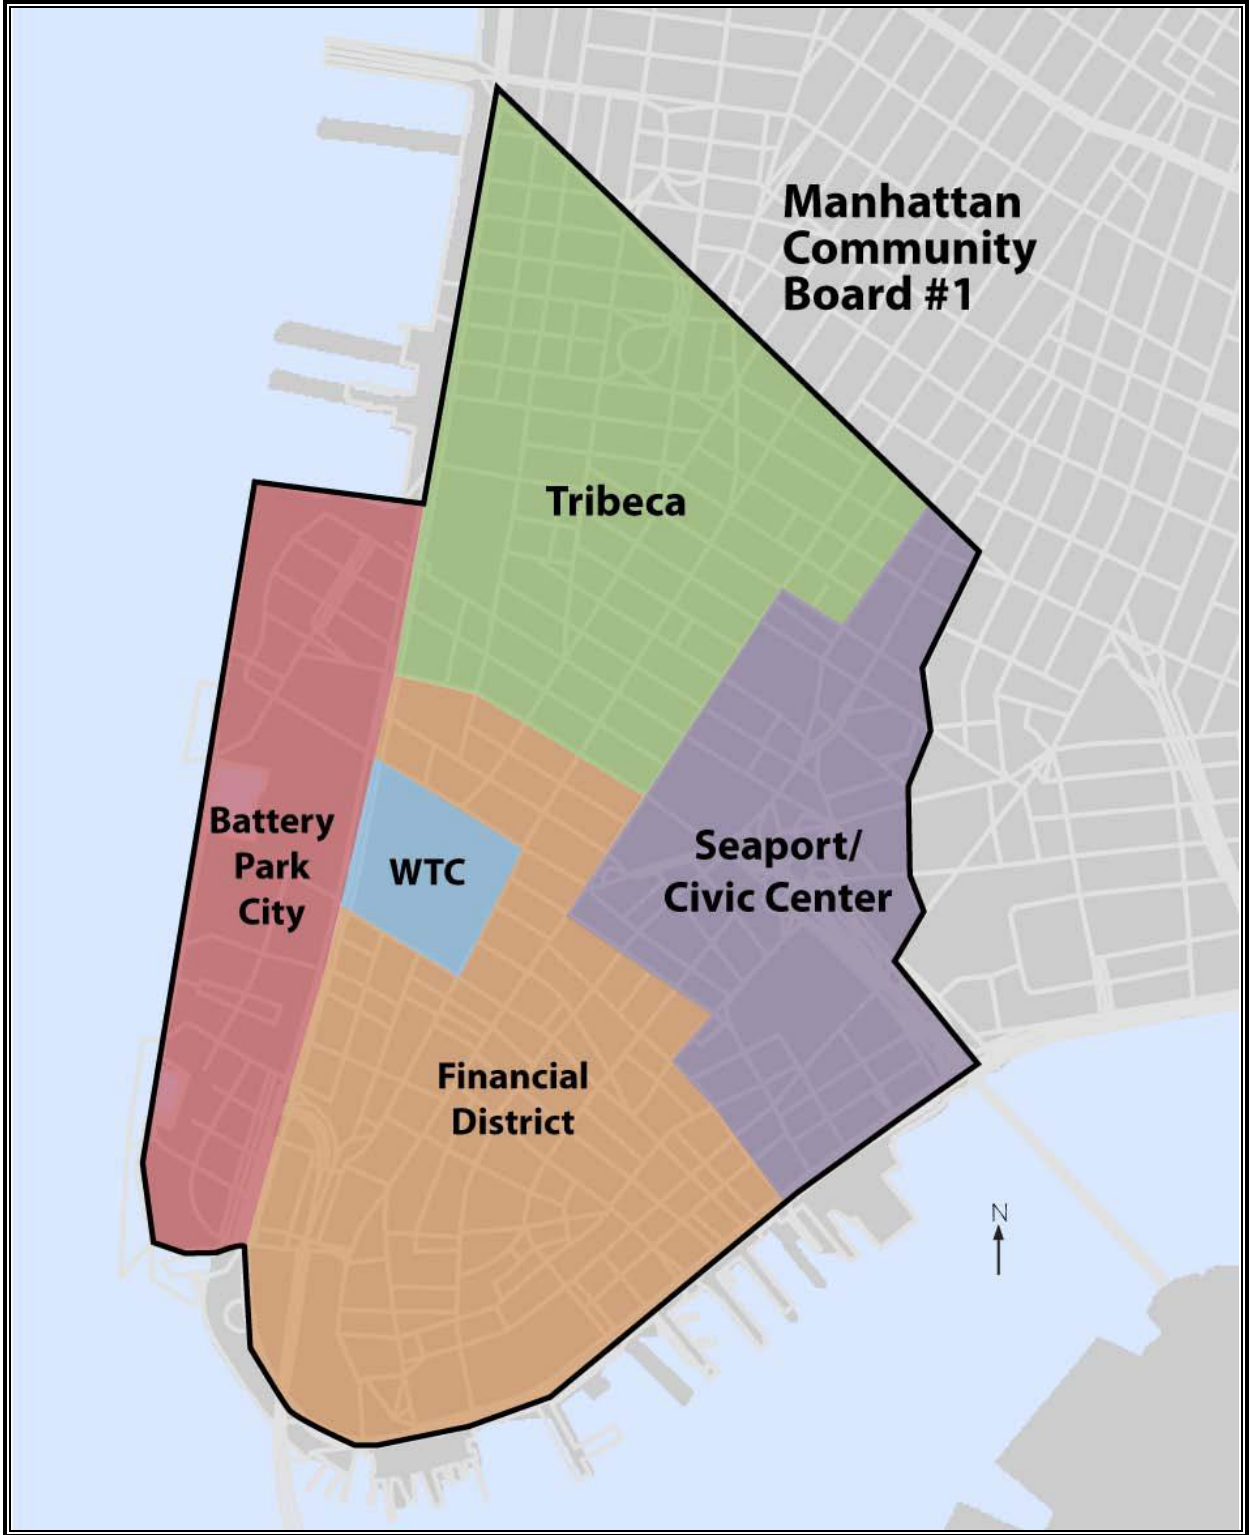 Manhattan
Community
Board #1
Tribeca
Battery
Park
City
WTC
Seaport/
Civic Center
Financial
District
N